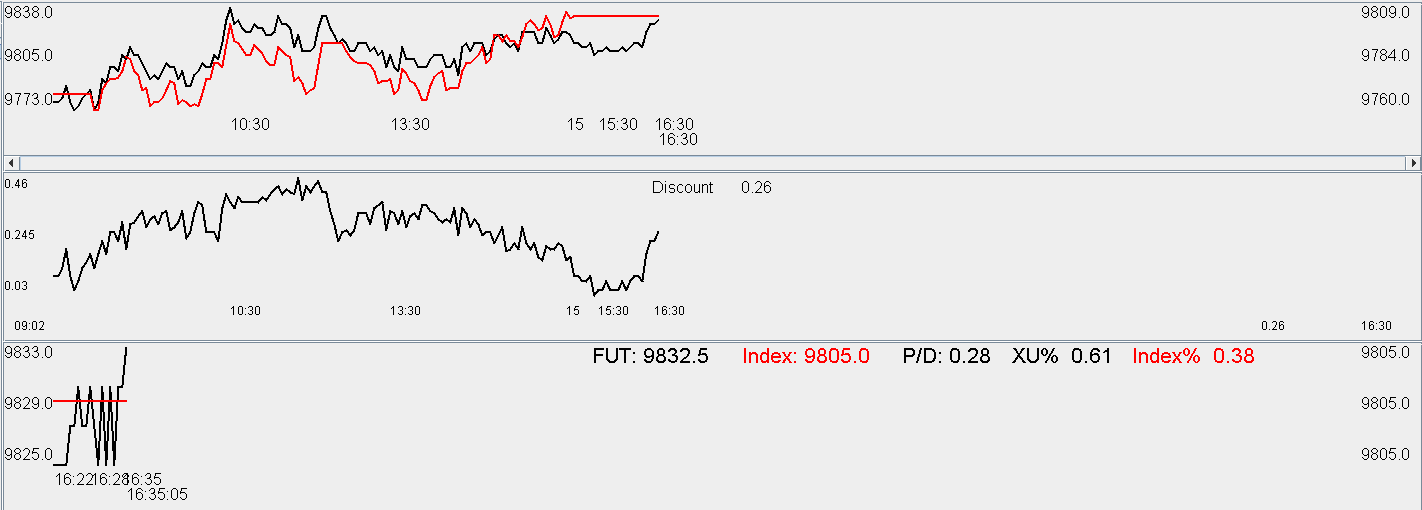 9838.0 9809.0
9805.0 9784.0
9773.0 9760.0
10:30 13:30 15 15:30 16:30
16:30
0.46 Discount 0.26
0.245
0.03
10:30 13:30 15 15:30 16:30
09:02 0.26 16:30
9833.0 FUT: 9832.5 Index: 9805.0 P/D: 0.28 XU% 0.61 Index% 0.38 9805.0
9829.0 9805.0
9825.0 9805.0
16:22 16:28 16:35
16:35:05